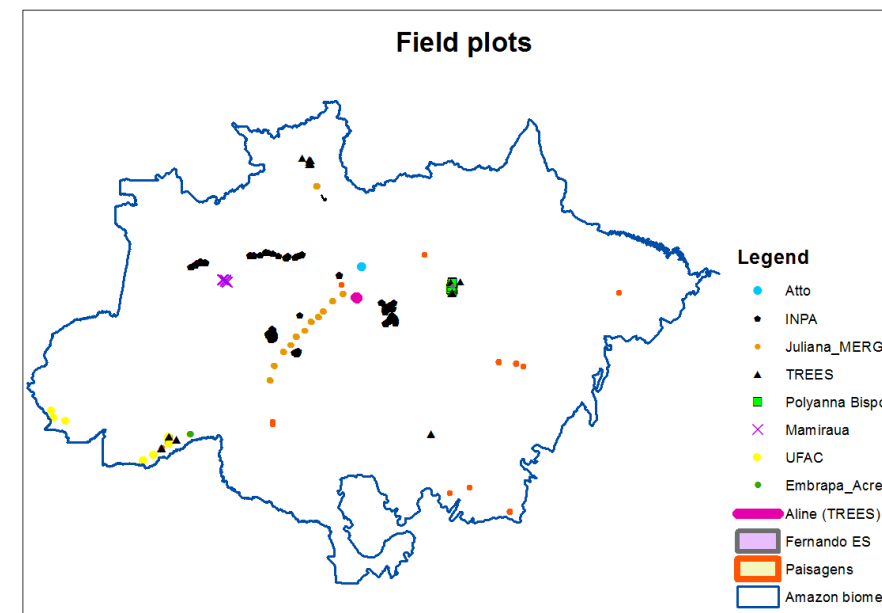 Field plots
Legend
Atto
INPA
Juliana_MERG
TREES
Polyanna Bispo
Mamiraua
UFAC
Embrapa_Acre
Aline (TREES)
Fernando ES
Paisagens
Amazon biome